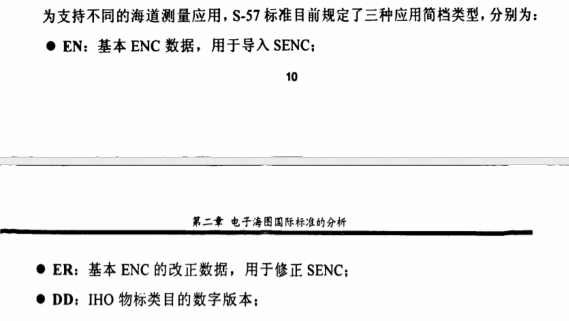 为支持不同的海道测量应用，S-57 标准目前规定了三种应用简档类型，分别为：
● EN：基本 ENC 数据，用于导入 SENC；
10
第二章 电子海图国际标准的分析
● ER：基本 ENC 的改正数据，用于修正 SENC；
● DD：IHO 物标类目的数字版本；